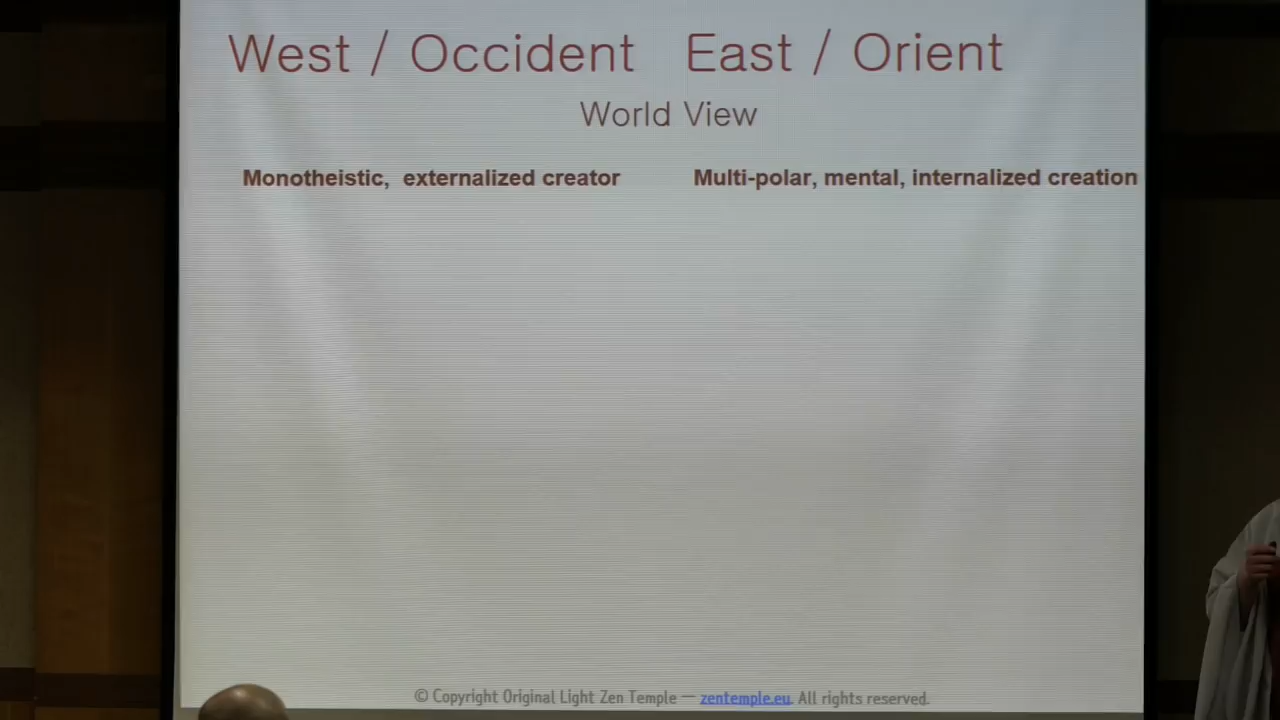 West / Occident East / Orient
World View
Monotheistic, externalized creator Multi-polar, mental, internalized creation
© Copyright Original Light Zen Temple — zentemple.eu. All rights reserved.